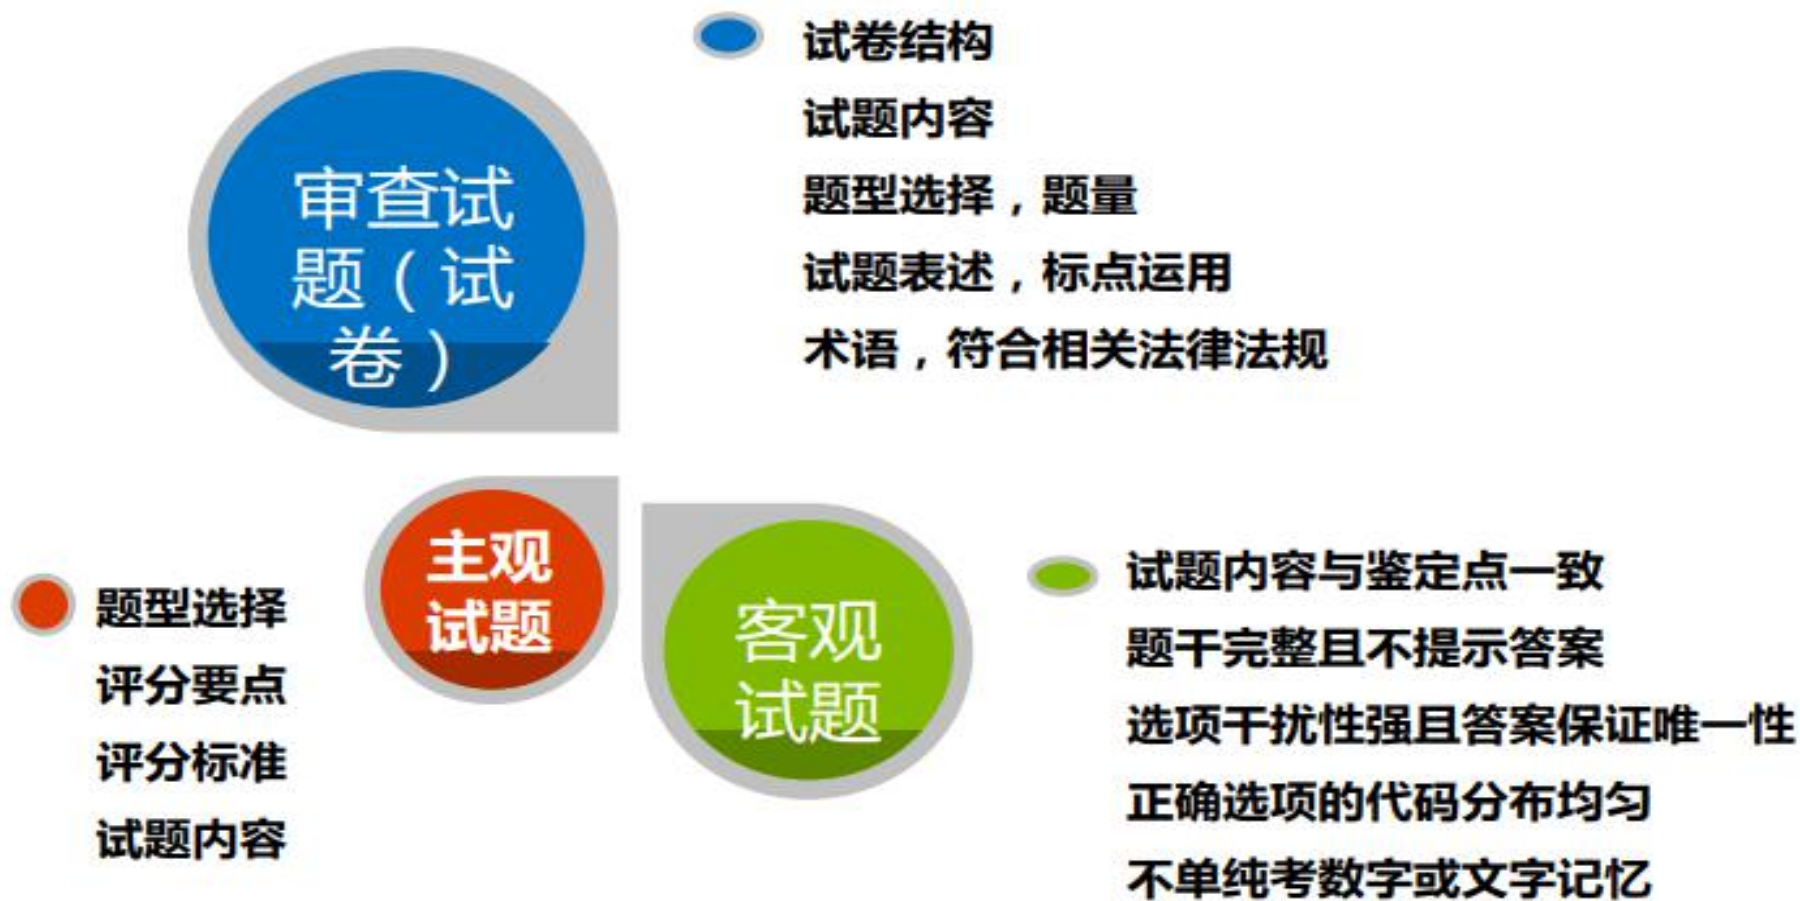 审查试
题（试
卷）
试卷结构
试题内容
题型选择，题量
试题表述，标点运用
术语，符合相关法律法规
主观
试题
题型选择
评分要点
评分标准
试题内容
客观
试题
试题内容与鉴定点一致
题干完整且不提示答案
选项干扰性强且答案保证唯一性
正确选项的代码分布均匀
不单纯考数字或文字记忆